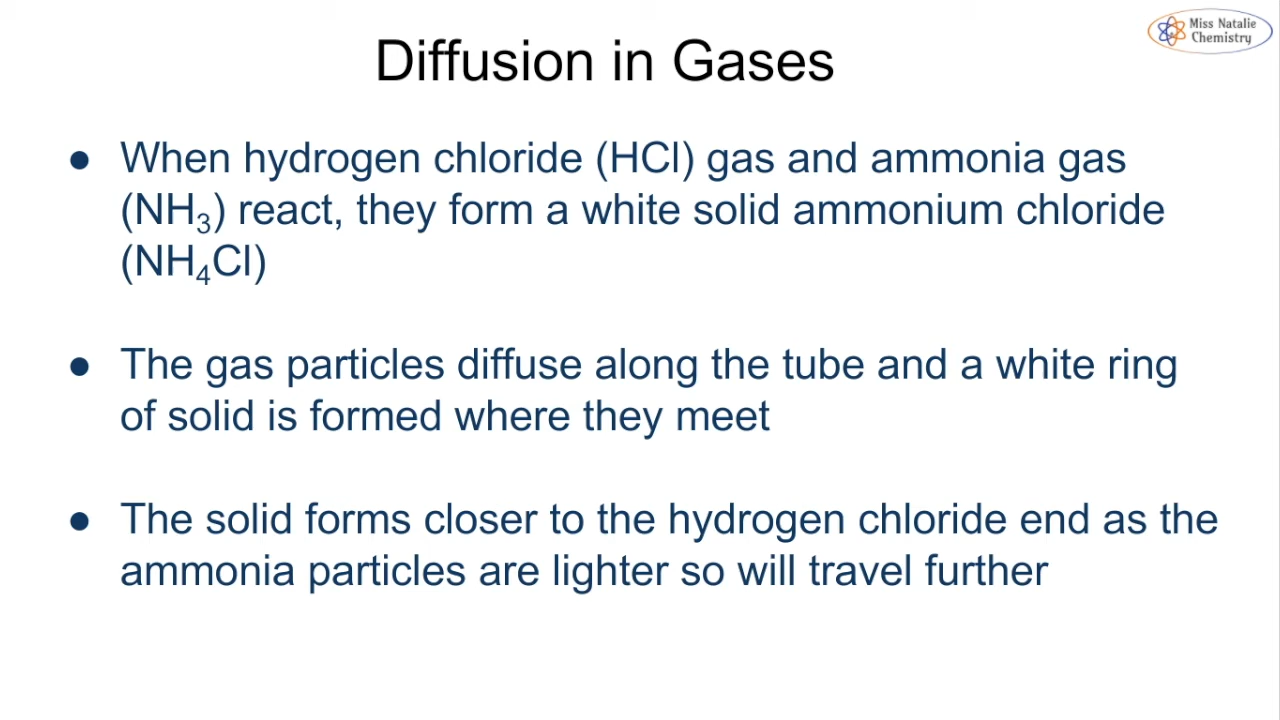 Miss Natalie
Chemistry
Diffusion in Gases
● When hydrogen chloride (HCl) gas and ammonia gas
(NH₃) react, they form a white solid ammonium chloride
(NH₄Cl)
● The gas particles diffuse along the tube and a white ring
of solid is formed where they meet
● The solid forms closer to the hydrogen chloride end as the
ammonia particles are lighter so will travel further